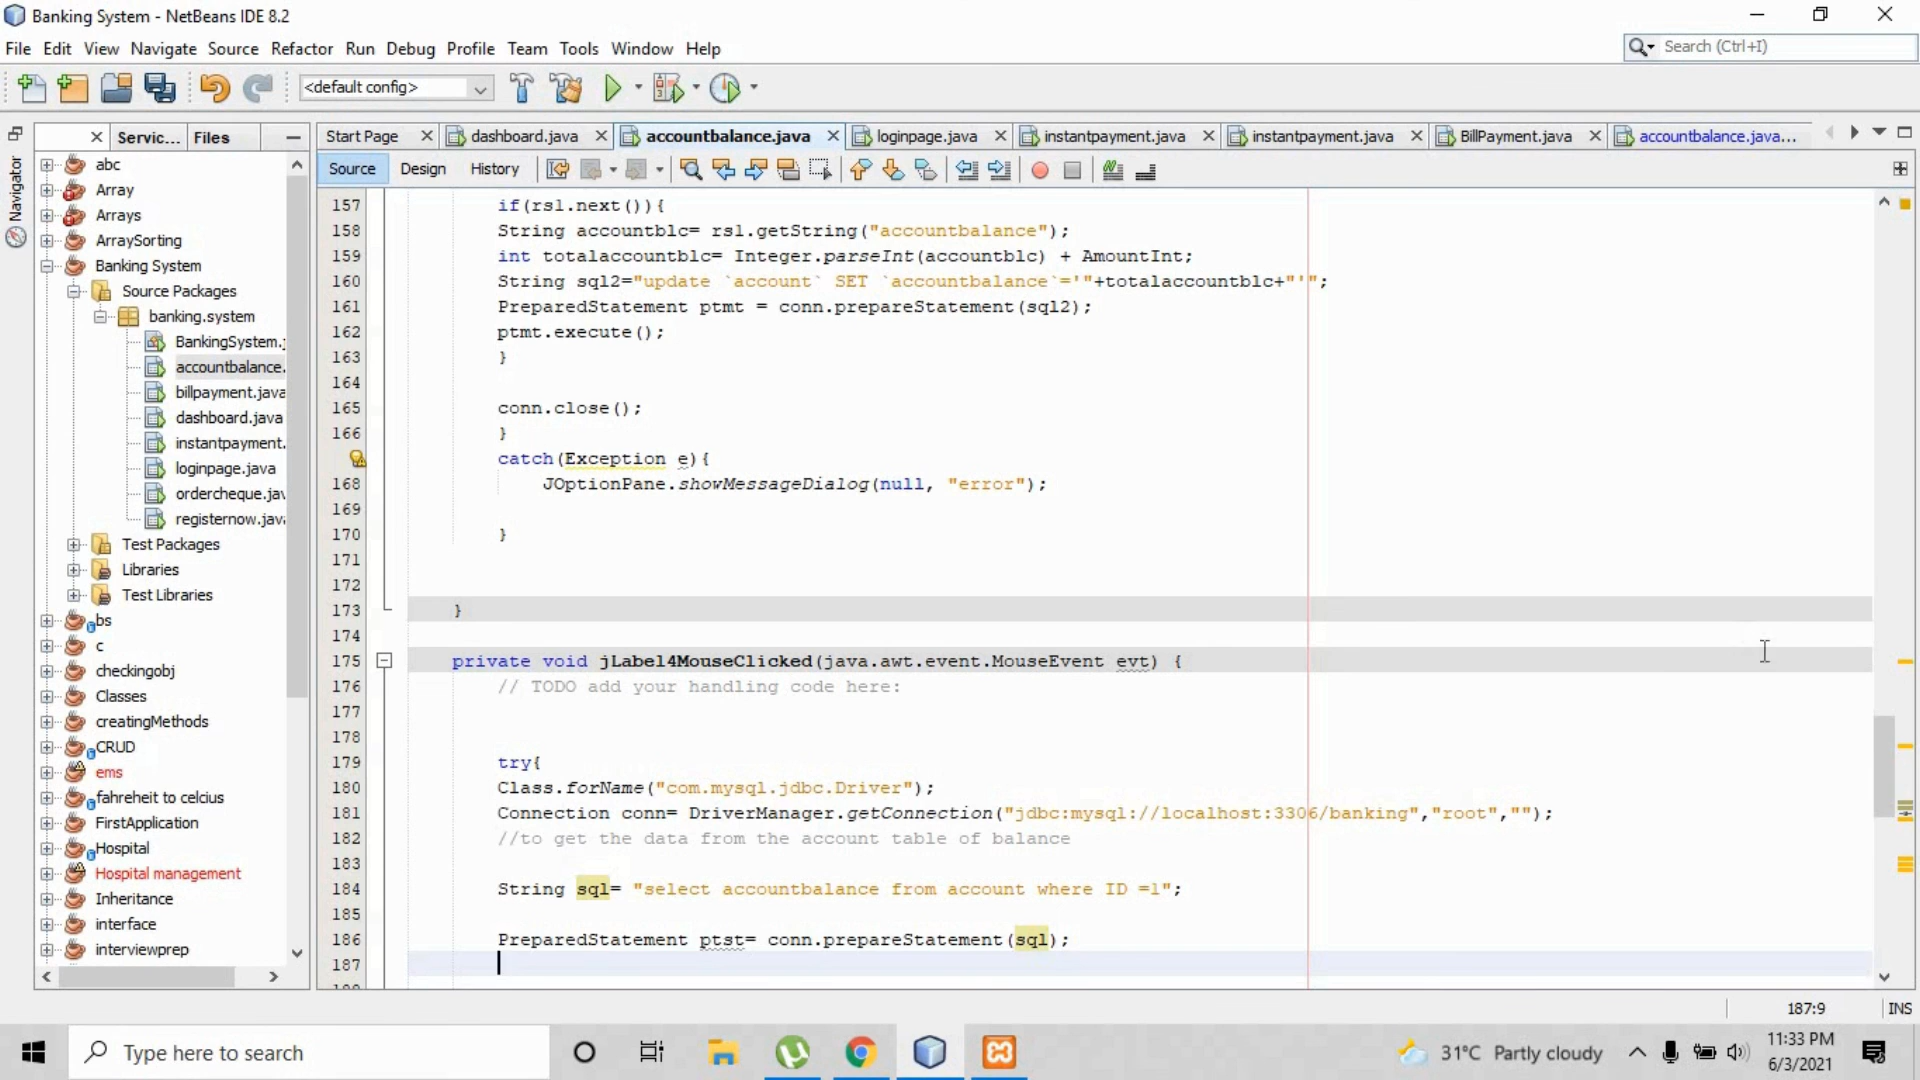 Banking System - NetBeans IDE 8.2
File Edit View Navigate Source Refactor Run Debug Profile Team Tools Window Help
Search (Ctrl+I)
<default config>
Navigator
Servic... Files
Start Page dashboard.java accountbalance.java loginpage.java instantpayment.java instantpayment.java BillPayment.java accountbalance.java...
Source Design History
abc
Array
Arrays
ArraySorting
Banking System
Source Packages
banking.system
BankingSystem.j
accountbalance.
billpayment.java
dashboard.java
instantpayment.
loginpage.java
ordercheque.jav
registernow.java
Test Packages
Libraries
Test Libraries
bs
c
checkingobj
Classes
creatingMethods
CRUD
ems
fahreheit to celcius
FirstApplication
Hospital
Hospital management
Inheritance
interface
interviewprep
157 if(rs1.next()){
158 String accountblc= rs1.getString("accountbalance");
159 int totalaccountblc= Integer.parseInt(accountblc) + AmountInt;
160 String sql2="update `account` SET `accountbalance`='"+totalaccountblc+"'";
161 PreparedStatement ptmt = conn.prepareStatement(sql2);
162 ptmt.execute();
163 }
164
165 conn.close();
166 }
catch(Exception e){
168 JOptionPane.showMessageDialog(null, "error");
169
170 }
171
172
173 }
174
175 private void jLabel4MouseClicked(java.awt.event.MouseEvent evt) {
176 // TODO add your handling code here:
177
178
179 try{
180 Class.forName("com.mysql.jdbc.Driver");
181 Connection conn= DriverManager.getConnection("jdbc:mysql://localhost:3306/banking","root","");
182 //to get the data from the account table of balance
183
184 String sql= "select accountbalance from account where ID =1";
185
186 PreparedStatement ptst= conn.prepareStatement(sql);
187
187:9 INS
Type here to search
31°C Partly cloudy
11:33 PM
6/3/2021